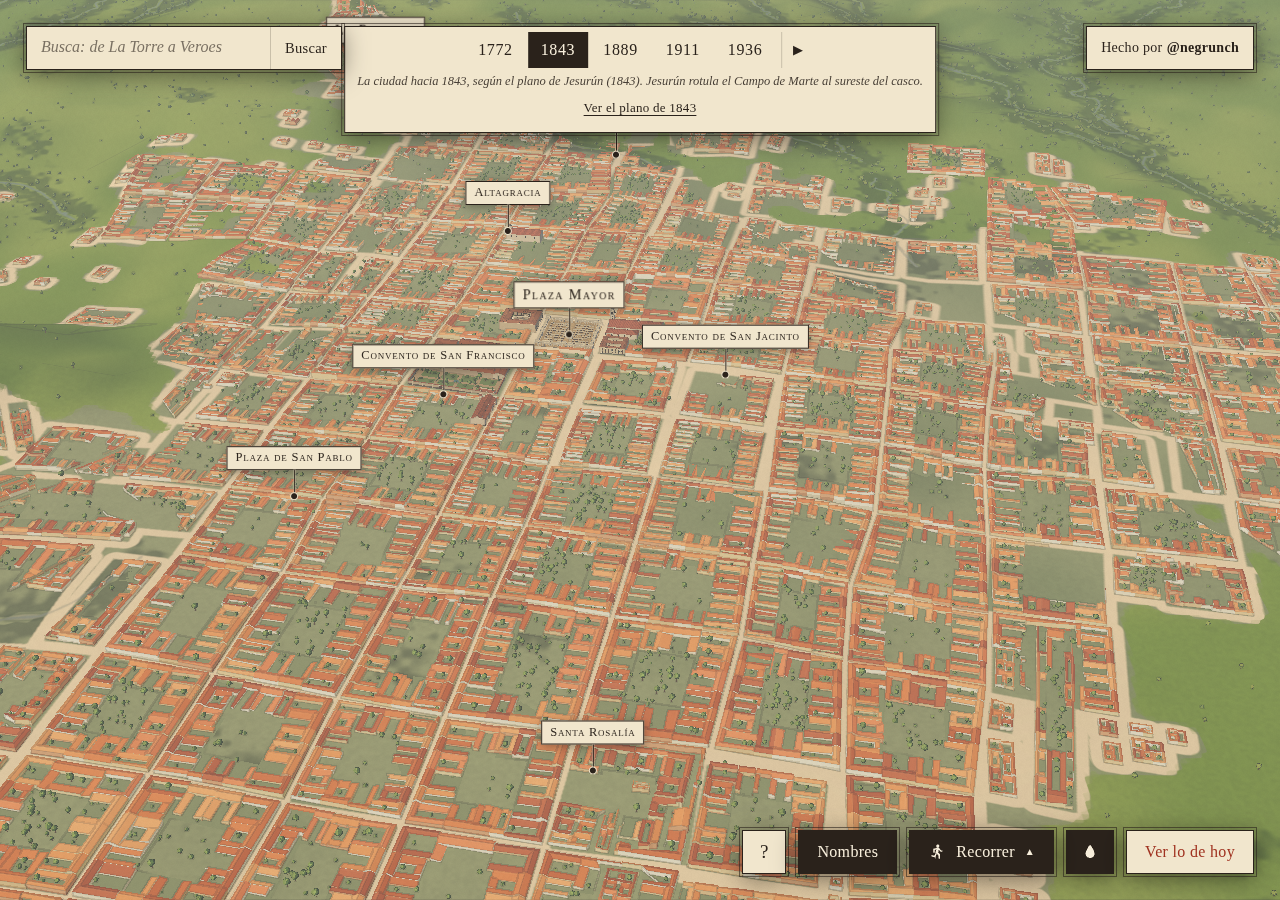 Busca: de La Torre a Veroes
Buscar
1772 1843 1889 1911 1936
La ciudad hacia 1843, según el plano de Jesurún (1843). Jesurún rotula el Campo de Marte al sureste del casco.
Ver el plano de 1843
Hecho por @negrunch
Altagracia
Plaza Mayor
Convento de San Jacinto
Convento de San Francisco
Plaza de San Pablo
Santa Rosalía
?
Nombres
Recorrer
Ver lo de hoy